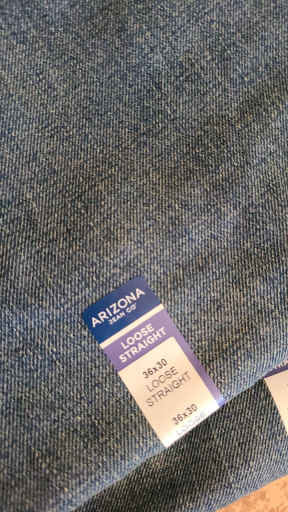 ARIZONA
JEAN CO
LOOSE
STRAIGHT
36x30
LOOSE
STRAIGHT
36x30